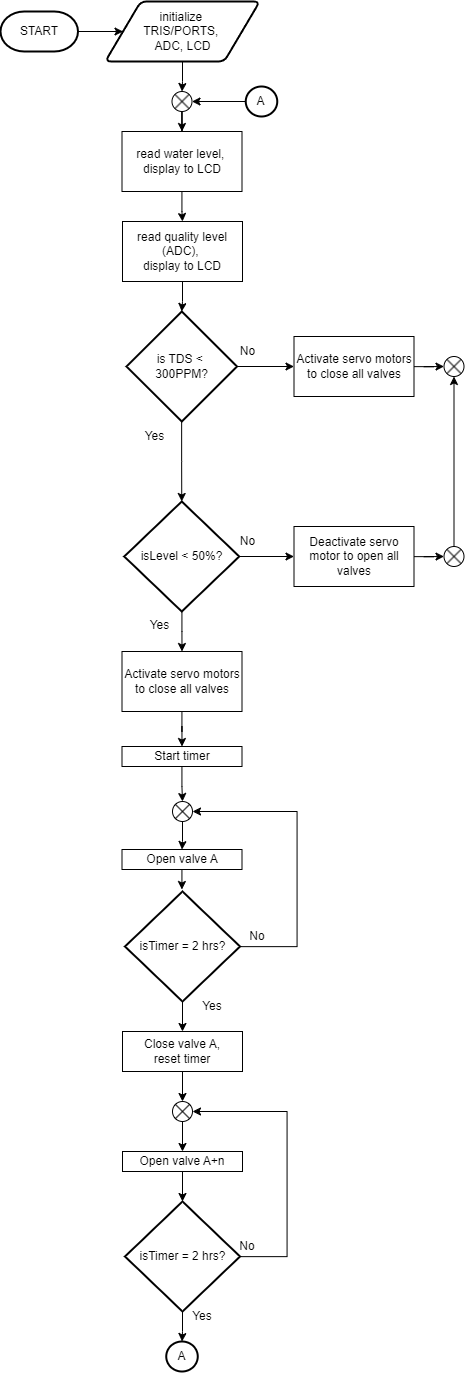 START
initialize
TRIS/PORTS,
ADC, LCD
A
read water level,
display to LCD
read quality level
(ADC),
display to LCD
is TDS <
300PPM?
No
Activate servo motors
to close all valves
Yes
isLevel < 50%?
No
Deactivate servo
motor to open all
valves
Yes
Activate servo motors
to close all valves
Start timer
Open valve A
isTimer = 2 hrs?
No
Yes
Close valve A,
reset timer
Open valve A+n
isTimer = 2 hrs?
No
Yes
A